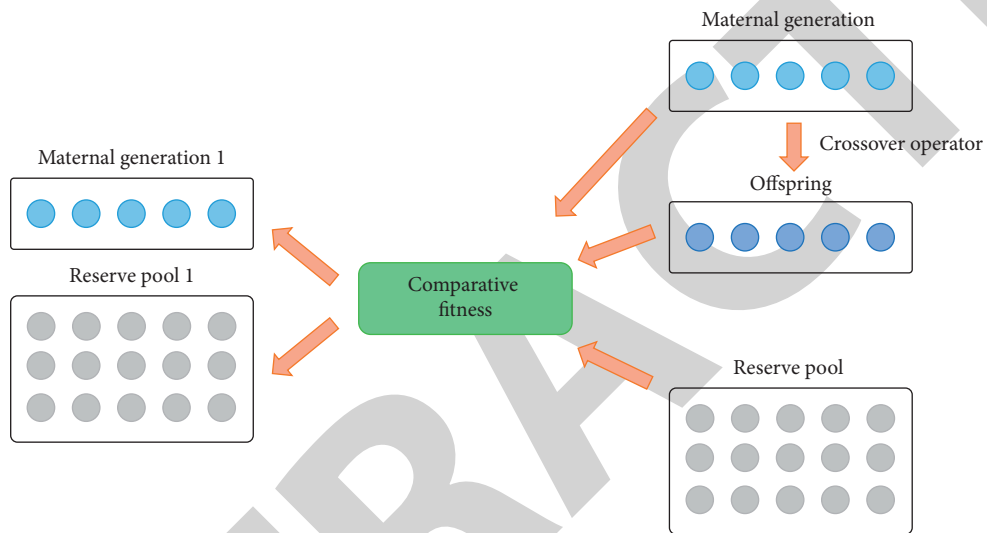 Maternal generation
Crossover operator
Offspring
Maternal generation 1
Reserve pool 1
Comparative
fitness
Reserve pool